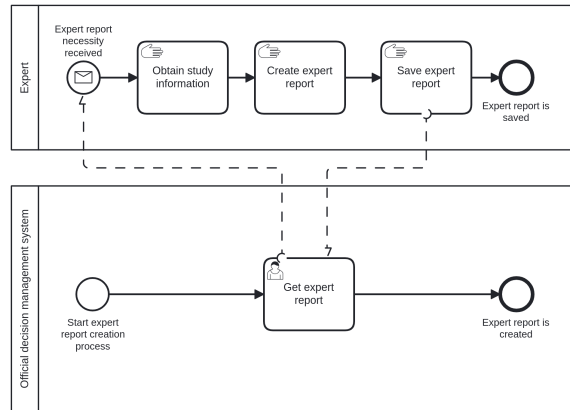 Expert
Expert report
necessity
received
Obtain study
information
Create expert
report
Save expert
report
Expert report is
saved
Official decision management system
Start expert
report creation
process
Get expert
report
Expert report is
created